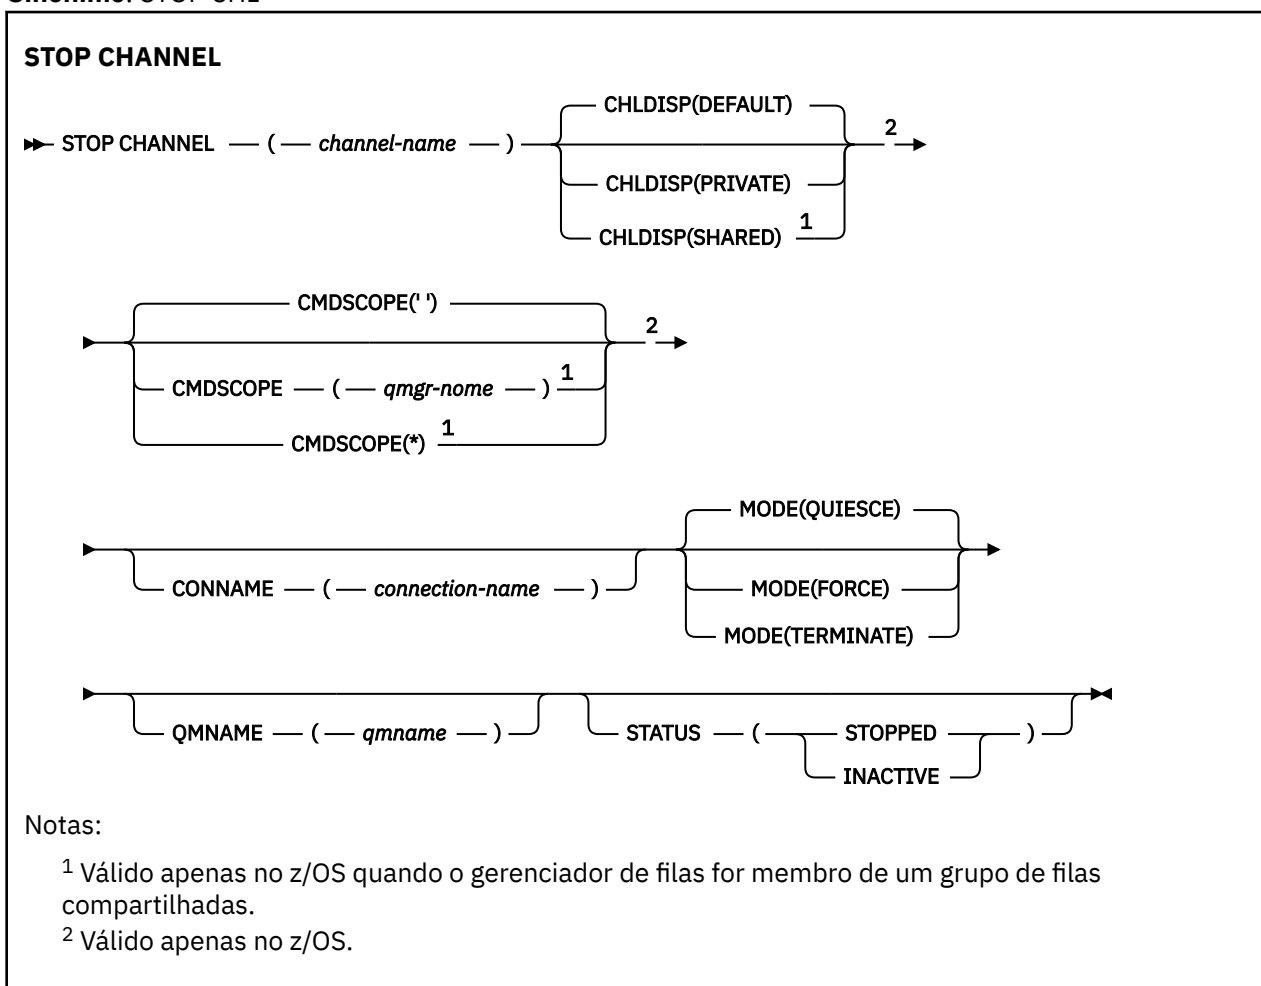 STOP CHANNEL
CHLDISP(DEFAULT)
STOP CHANNEL ( channel-name ) 2
CHLDISP(PRIVATE)
CHLDISP(SHARED) 1
CMDSCOPE(' ')
2
CMDSCOPE ( qmgr-nome ) 1
CMDSCOPE(*) 1
MODE(QUIESCE)
CONNAME ( connection-name ) MODE(FORCE)
MODE(TERMINATE)
QMNAME ( qmname ) STATUS ( STOPPED )
INACTIVE
Notas:
1 Válido apenas no z/OS quando o gerenciador de filas for membro de um grupo de filas
compartilhadas.
2 Válido apenas no z/OS.